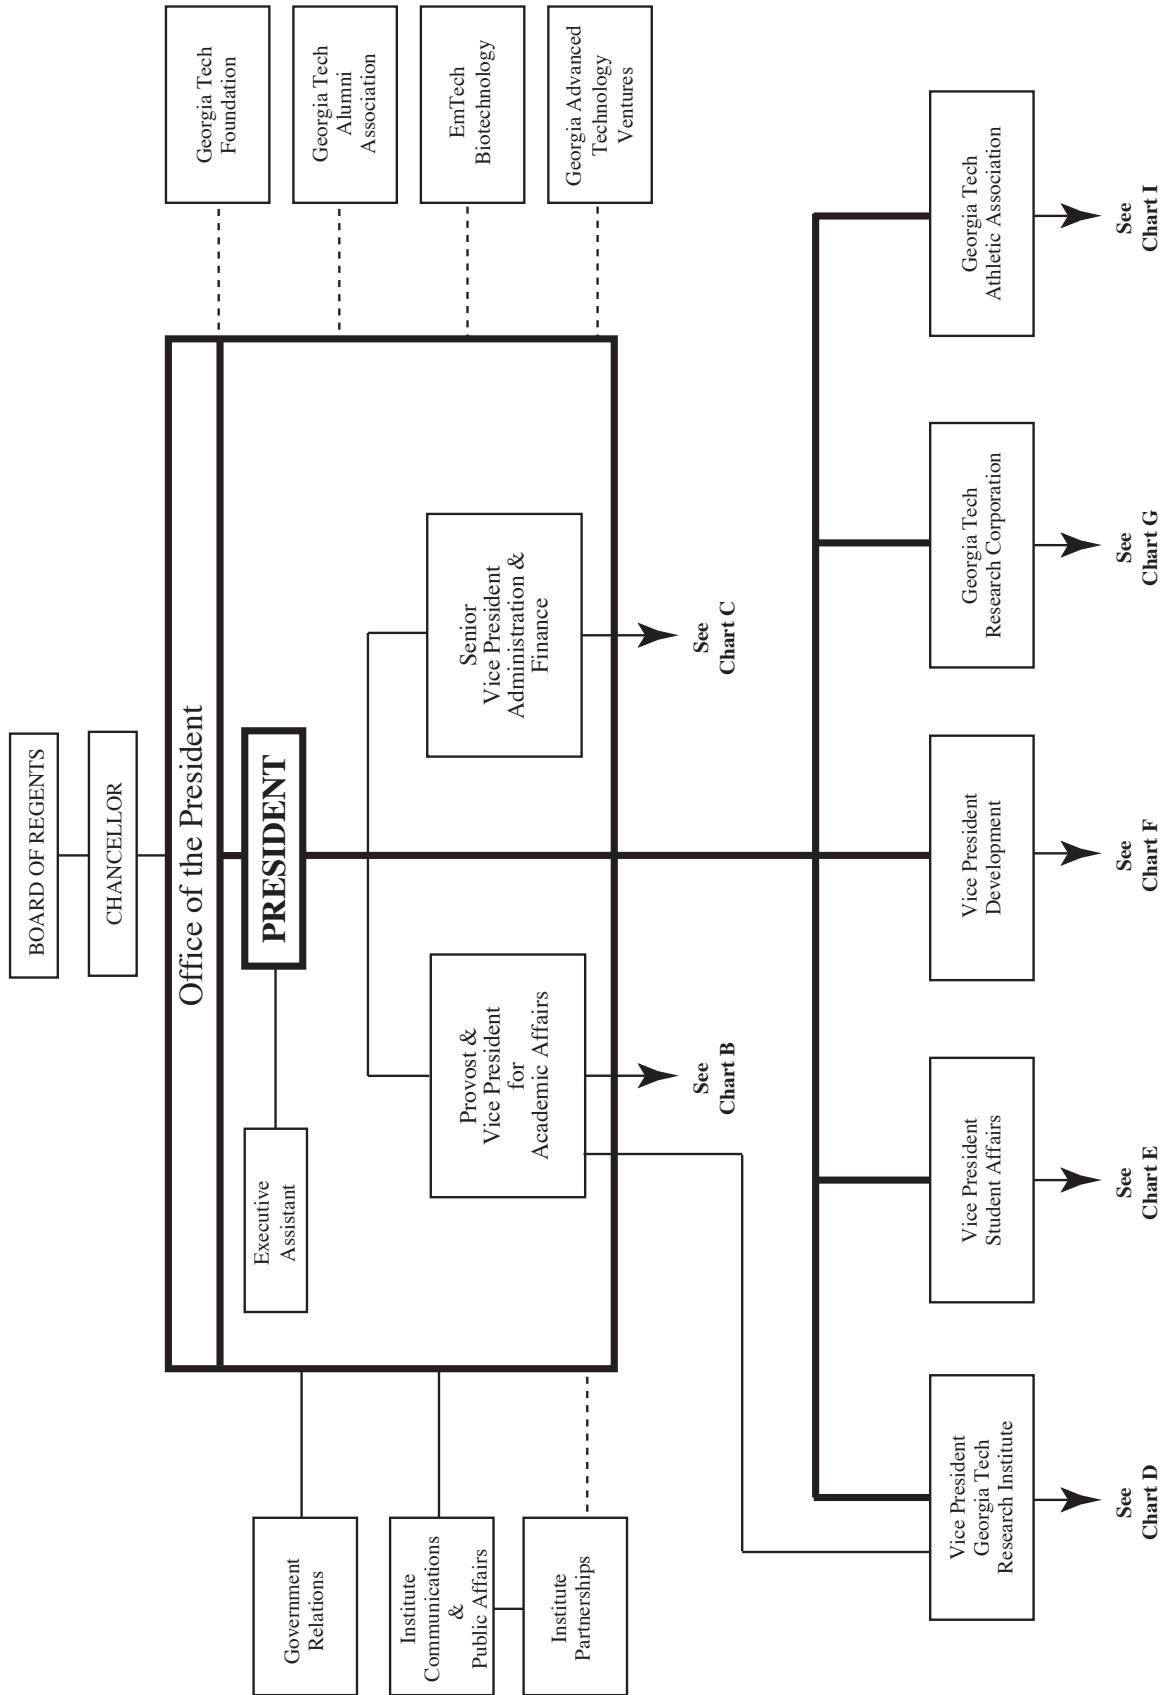 BOARD OF REGENTS
CHANCELLOR
Office of the President
PRESIDENT
Executive
Assistant
Provost &
Vice President
for
Academic Affairs
See
Chart B
Senior
Vice President
Administration &
Finance
See
Chart C
Government
Relations
Institute
Communications
&
Public Affairs
Institute
Partnerships
Georgia Tech
Foundation
Georgia Tech
Alumni
Association
EmTech
Biotechnology
Georgia Advanced
Technology
Ventures
Vice President
Georgia Tech
Research Institute
See
Chart D
Vice President
Student Affairs
See
Chart E
Vice President
Development
See
Chart F
Georgia Tech
Research Corporation
See
Chart G
Georgia Tech
Athletic Association
See
Chart I